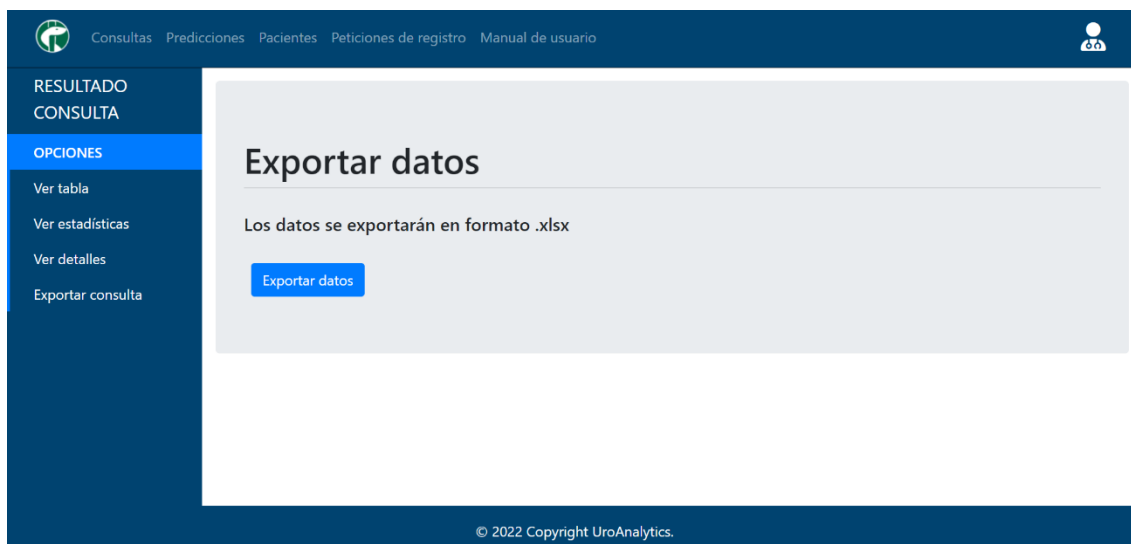 Consultas Predicciones Pacientes Peticiones de registro Manual de usuario
RESULTADO
CONSULTA
OPCIONES
Ver tabla
Ver estadísticas
Ver detalles
Exportar consulta
Exportar datos
Los datos se exportarán en formato .xlsx
Exportar datos
© 2022 Copyright UroAnalytics.